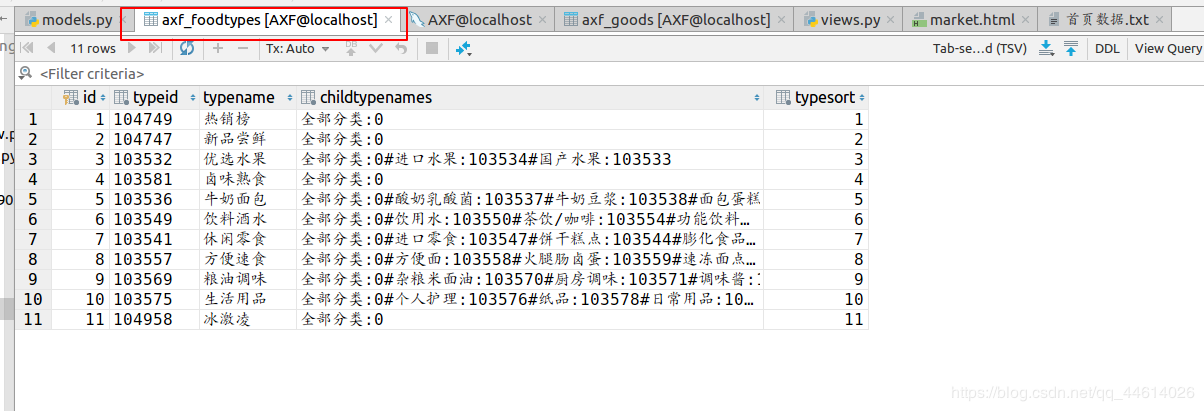 models.py axf_foodtypes [AXF@localhost] AXF@localhost axf_goods [AXF@localhost] views.py market.html 首页数据.txt
11 rows Tx: Auto DB Tab-se...d (TSV) DDL View Query
<Filter criteria>
id typeid typename childtypenames typesort
1 1 104749 热销榜 全部分类:0 1
2 2 104747 新品尝鲜 全部分类:0 2
3 3 103532 优选水果 全部分类:0#进口水果:103534#国产水果:103533 3
4 4 103581 卤味熟食 全部分类:0 4
5 5 103536 牛奶面包 全部分类:0#酸奶乳酸菌:103537#牛奶豆浆:103538#面包蛋糕 5
6 6 103549 饮料酒水 全部分类:0#饮用水:103550#茶饮/咖啡:103554#功能饮料... 6
7 7 103541 休闲零食 全部分类:0#进口零食:103547#饼干糕点:103544#膨化食品... 7
8 8 103557 方便速食 全部分类:0#方便面:103558#火腿肠卤蛋:103559#速冻面点... 8
9 9 103569 粮油调味 全部分类:0#杂粮米面油:103570#厨房调味:103571#调味酱: 9
10 10 103575 生活用品 全部分类:0#个人护理:103576#纸品:103578#日常用品:10... 10
11 11 104958 冰激凌 全部分类:0 11
https://blog.csdn.net/qq_44614026